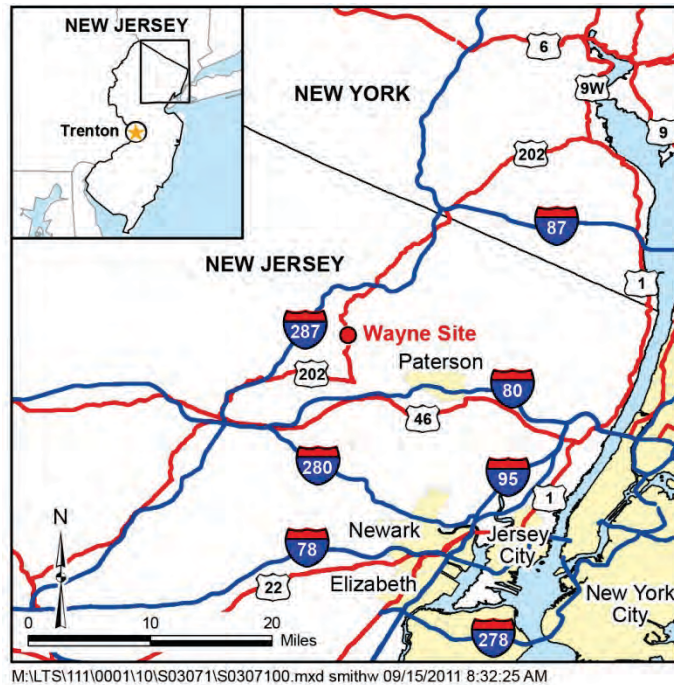 NEW JERSEY
Trenton
NEW YORK
6
9W
9
202
87
NEW JERSEY
1
287
Wayne Site
Paterson
202
80
46
280
95
1
Newark
Jersey
City
78
22
Elizabeth
New York
City
278
N
0 10 20
Miles
M:\LTS\111\0001\10\S03071\S0307100.mxd smithw 09/15/2011 8:32:25 AM